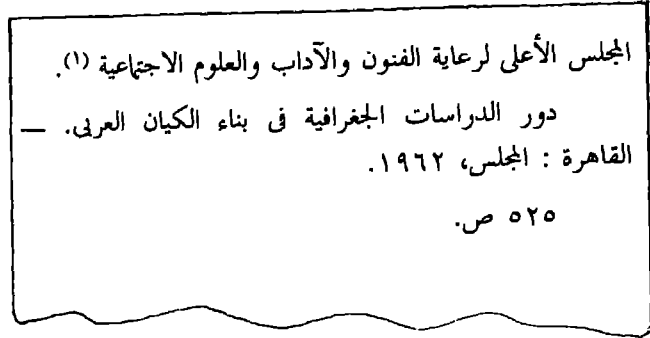 المجلس الأعلى لرعاية الفنون والآداب والعلوم الاجتماعية (١).
دور الدراسات الجغرافية فى بناء الكيان العربى. —
القاهرة : المجلس، ١٩٦٢.
٥٢٥ ص.